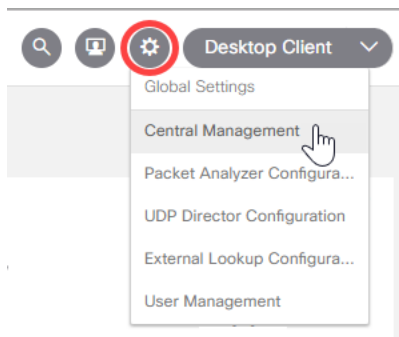 Desktop Client
Global Settings
Central Management
Packet Analyzer Configura...
UDP Director Configuration
External Lookup Configura...
User Management